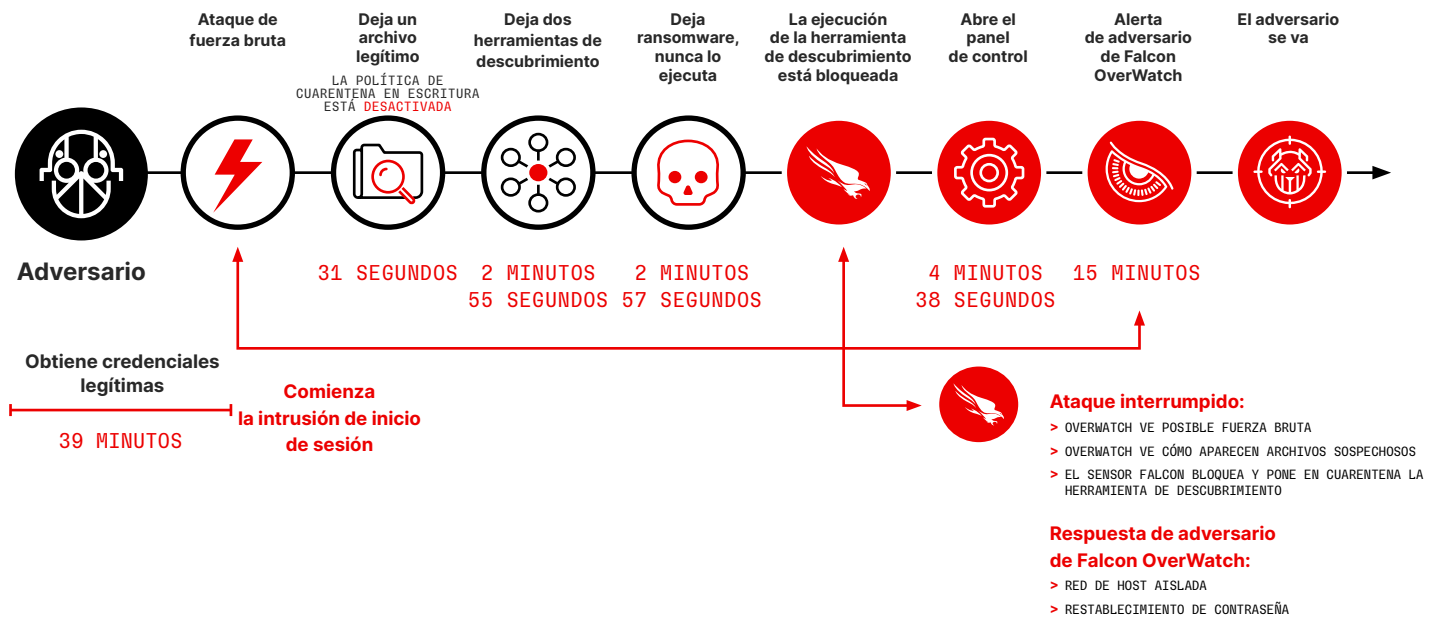 Ataque de
fuerza bruta
Deja un
archivo
legítimo
LA POLÍTICA DE
CUARENTENA EN ESCRITURA
ESTÁ DESACTIVADA
Deja dos
herramientas de
descubrimiento
Deja
ransomware,
nunca lo
ejecuta
La ejecución
de la herramienta
de descubrimiento
está bloqueada
Abre el
panel
de control
Alerta
de adversario
de Falcon
OverWatch
El adversario
se va
Adversario
31 SEGUNDOS
2 MINUTOS
55 SEGUNDOS
2 MINUTOS
57 SEGUNDOS
4 MINUTOS
38 SEGUNDOS
15 MINUTOS
Obtiene credenciales
legítimas
39 MINUTOS
Comienza
la intrusión de inicio
de sesión
Ataque interrumpido:
> OVERWATCH VE POSIBLE FUERZA BRUTA
> OVERWATCH VE CÓMO APARECEN ARCHIVOS SOSPECHOSOS
> EL SENSOR FALCON BLOQUEA Y PONE EN CUARENTENA LA
HERRAMIENTA DE DESCUBRIMIENTO
Respuesta de adversario
de Falcon OverWatch:
> RED DE HOST AISLADA
> RESTABLECIMIENTO DE CONTRASEÑA